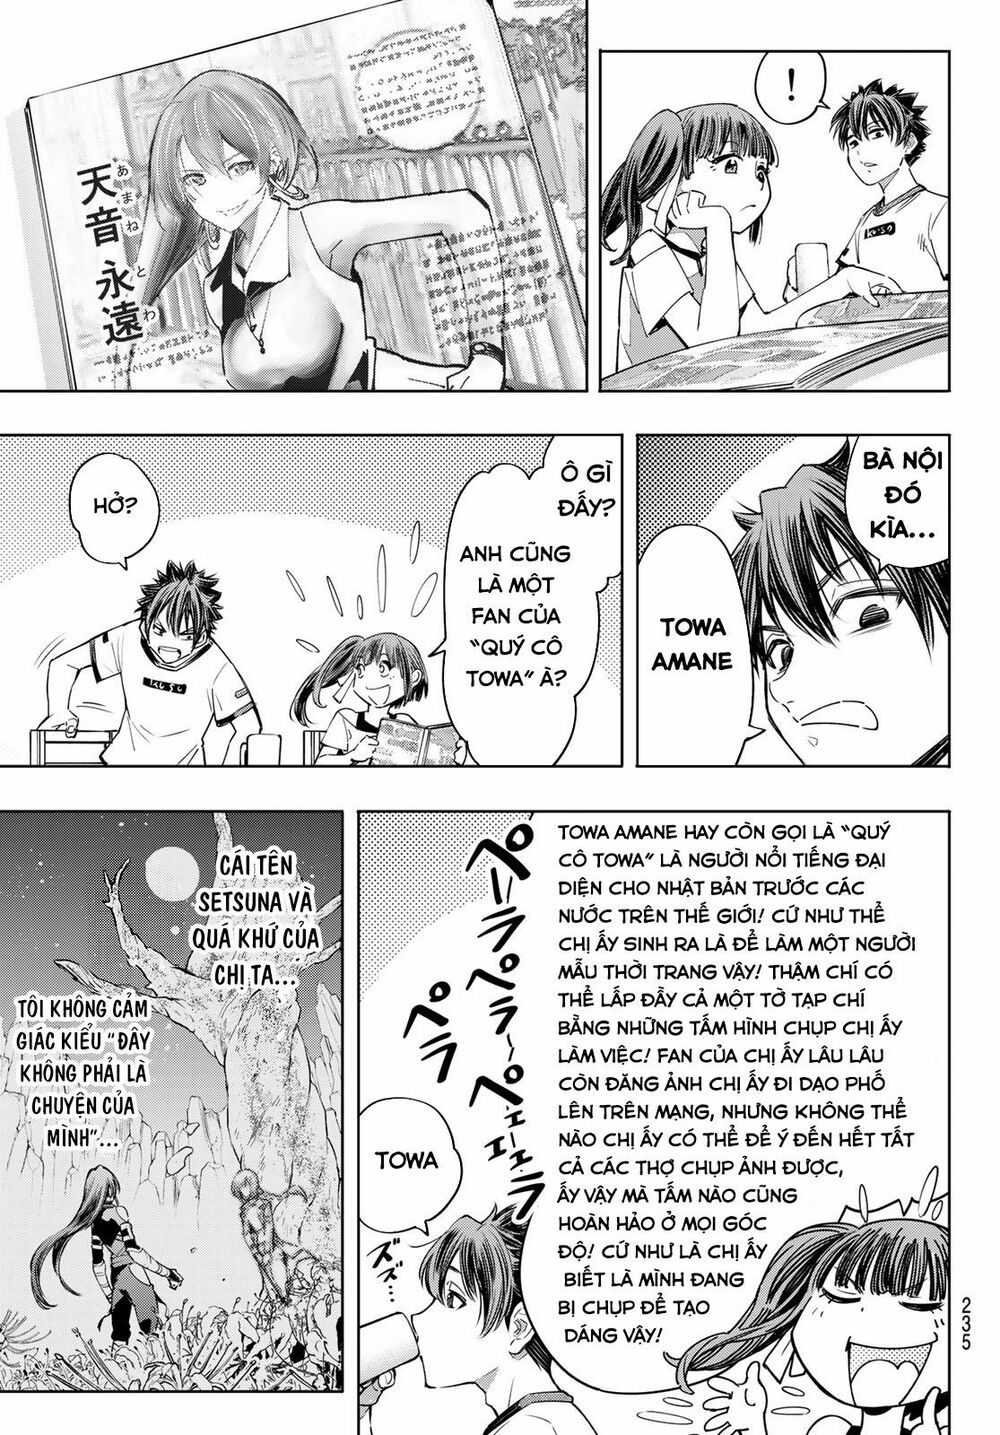 !
KUSO
天音 永遠
あまね とわ
BÀ NỘI
ĐÓ
KÌA...
TOWA
AMANE
Ô GÌ
ĐẤY?
ANH CŨNG
LÀ MỘT
FAN CỦA
“QUÝ CÔ
TOWA” À?
HỞ?
KUSO
TOWA AMANE HAY CÒN GỌI LÀ “QUÝ
CÔ TOWA” LÀ NGƯỜI NỔI TIẾNG ĐẠI
DIỆN CHO NHẬT BẢN TRƯỚC CÁC
NƯỚC TRÊN THẾ GIỚI! CỨ NHƯ THỂ
CHỊ ẤY SINH RA LÀ ĐỂ LÀM MỘT NGƯỜI
MẪU THỜI TRANG VẬY! THẬM CHÍ CÓ
THỂ LẤP ĐẦY CẢ MỘT TỜ TẠP CHÍ
BẰNG NHỮNG TẤM HÌNH CHỤP CHỊ ẤY
LÀM VIỆC! FAN CỦA CHỊ ẤY LÂU LÂU
CÒN ĐĂNG ẢNH CHỊ ẤY ĐI DẠO PHỐ
LÊN TRÊN MẠNG, NHƯNG KHÔNG THỂ
NÀO CHỊ ẤY CÓ THỂ ĐỂ Ý ĐẾN HẾT TẤT
CẢ CÁC THỢ CHỤP ẢNH ĐƯỢC,
ẤY VẬY MÀ TẤM NÀO CŨNG
HOÀN HẢO Ở MỌI GÓC
ĐỘ! CỨ NHƯ LÀ CHỊ ẤY
BIẾT LÀ MÌNH ĐANG
BỊ CHỤP ĐỂ TẠO
DÁNG VẬY!
ペーラペラ~ペェーエラ
ペラ
TOWA
ズズ…
CÁI TÊN
SETSUNA VÀ
QUÁ KHỨ CỦA
CHỊ TA...
TÔI KHÔNG CẢM
GIÁC KIỂU “ĐÂY
KHÔNG PHẢI LÀ
CHUYỆN CỦA
MÌNH”...
235